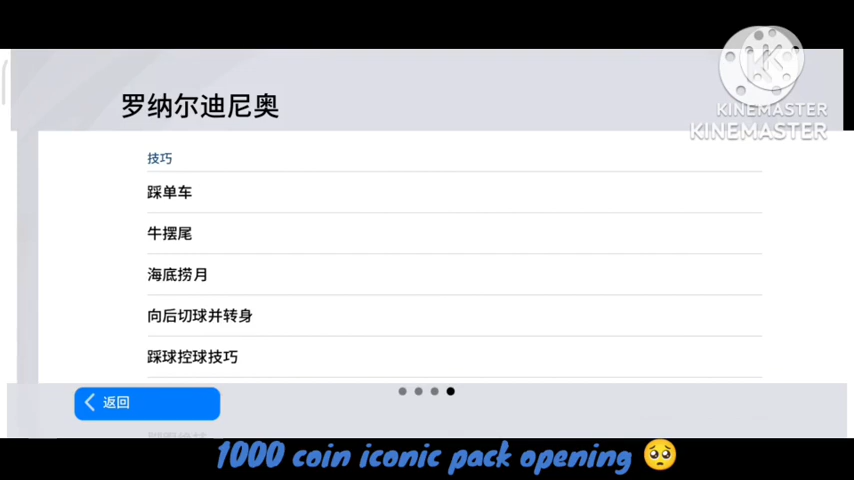 罗纳尔迪尼奥
KINEMASTER
KINEMASTER
技巧
踩单车
牛摆尾
海底捞月
向后切球并转身
踩球控球技巧
返回
1000 coin iconic pack opening 🥺